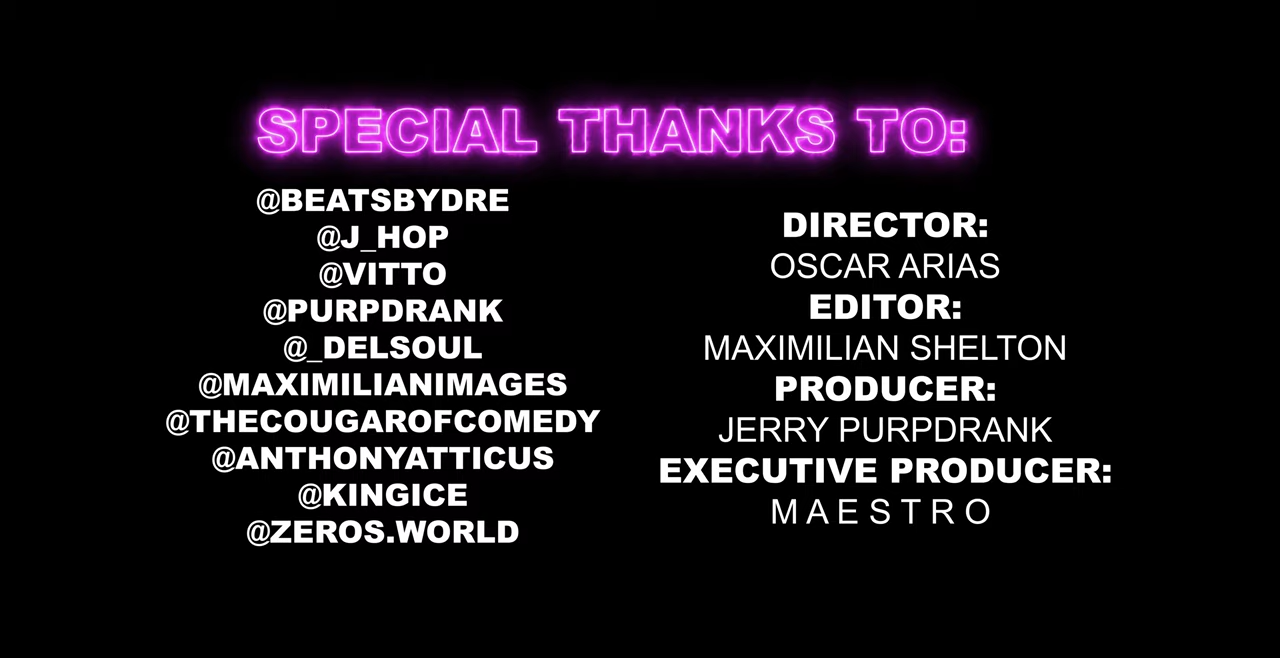 SPECIAL THANKS TO:
@BEATSBYDRE
@J_HOP
@VITTO
@PURPDRANK
@_DELSOUL
@MAXIMILIANIMAGES
@THECOUGAROFCOMEDY
@ANTHONYATTICUS
@KINGICE
@ZEROS.WORLD
DIRECTOR:
OSCAR ARIAS
EDITOR:
MAXIMILIAN SHELTON
PRODUCER:
JERRY PURPDRANK
EXECUTIVE PRODUCER:
M A E S T R O